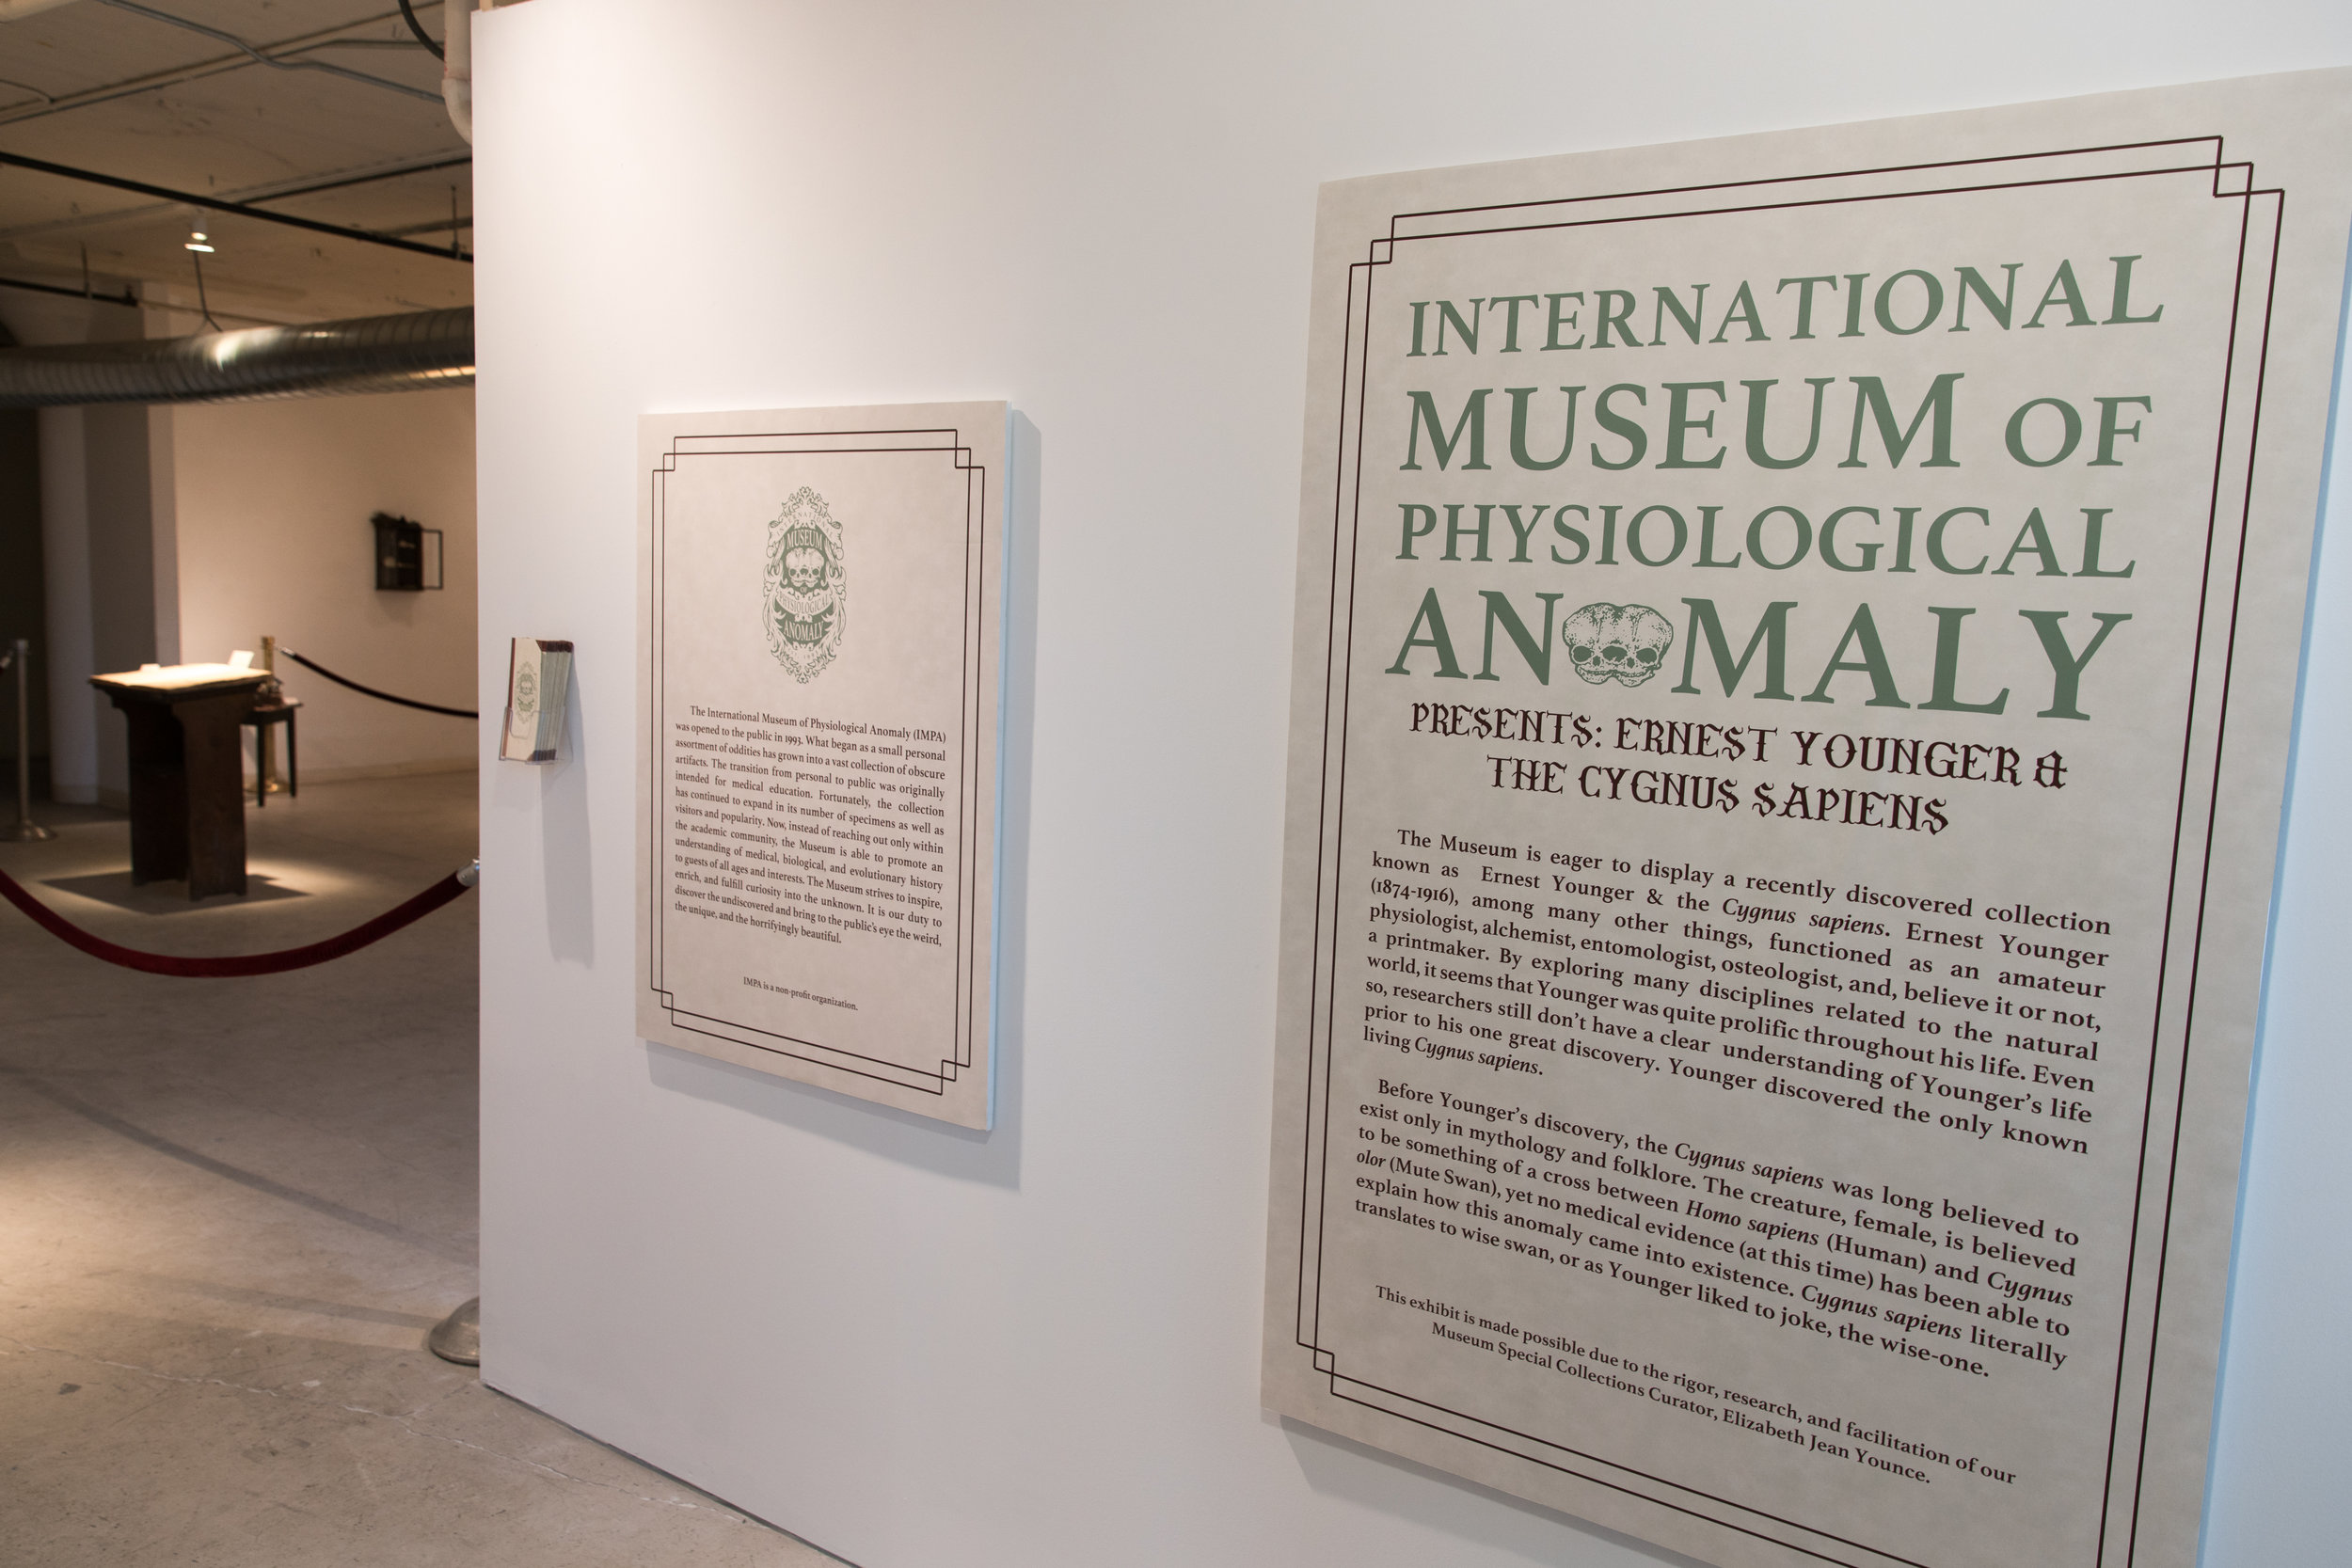 INTERNATIONAL
MUSEUM
OF
PHYSIOLOGICAL
ANOMALY
The International Museum of Physiological Anomaly (IMPA)
was opened to the public in 1993. What began as a small personal
assortment of oddities has grown into a vast collection of obscure
artifacts. The transition from personal to public was originally
intended for medical education. Fortunately, the collection
has continued to expand in its number of specimens as well as
visitors and popularity. Now, instead of reaching out only within
the academic community, the Museum is able to promote an
understanding of medical, biological, and evolutionary history
to guests of all ages and interests. The Museum strives to inspire,
enrich, and fulfill curiosity into the unknown. It is our duty to
discover the undiscovered and bring to the public's eye the weird,
the unique, and the horrifyingly beautiful.
IMPA is a non-profit organization.
INTERNATIONAL
MUSEUM OF
PHYSIOLOGICAL
ANOMALY
PRESENTS: ERNEST YOUNGER &
THE CYGNUS SAPIENS
The Museum is eager to display a recently discovered collection
known as Ernest Younger & the Cygnus sapiens. Ernest Younger
(1874-1916), among many other things, functioned as an amateur
physiologist, alchemist, entomologist, osteologist, and, believe it or not,
a printmaker. By exploring many disciplines related to the natural
world, it seems that Younger was quite prolific throughout his life. Even
so, researchers still don't have a clear understanding of Younger's life
prior to his one great discovery. Younger discovered the only known
living Cygnus sapiens.
Before Younger's discovery, the Cygnus sapiens was long believed to
exist only in mythology and folklore. The creature, female, is believed
to be something of a cross between Homo sapiens (Human) and Cygnus
olor (Mute Swan), yet no medical evidence (at this time) has been able to
explain how this anomaly came into existence. Cygnus sapiens literally
translates to wise swan, or as Younger liked to joke, the wise-one.
This exhibit is made possible due to the rigor, research, and facilitation of our
Museum Special Collections Curator, Elizabeth Jean Younce.